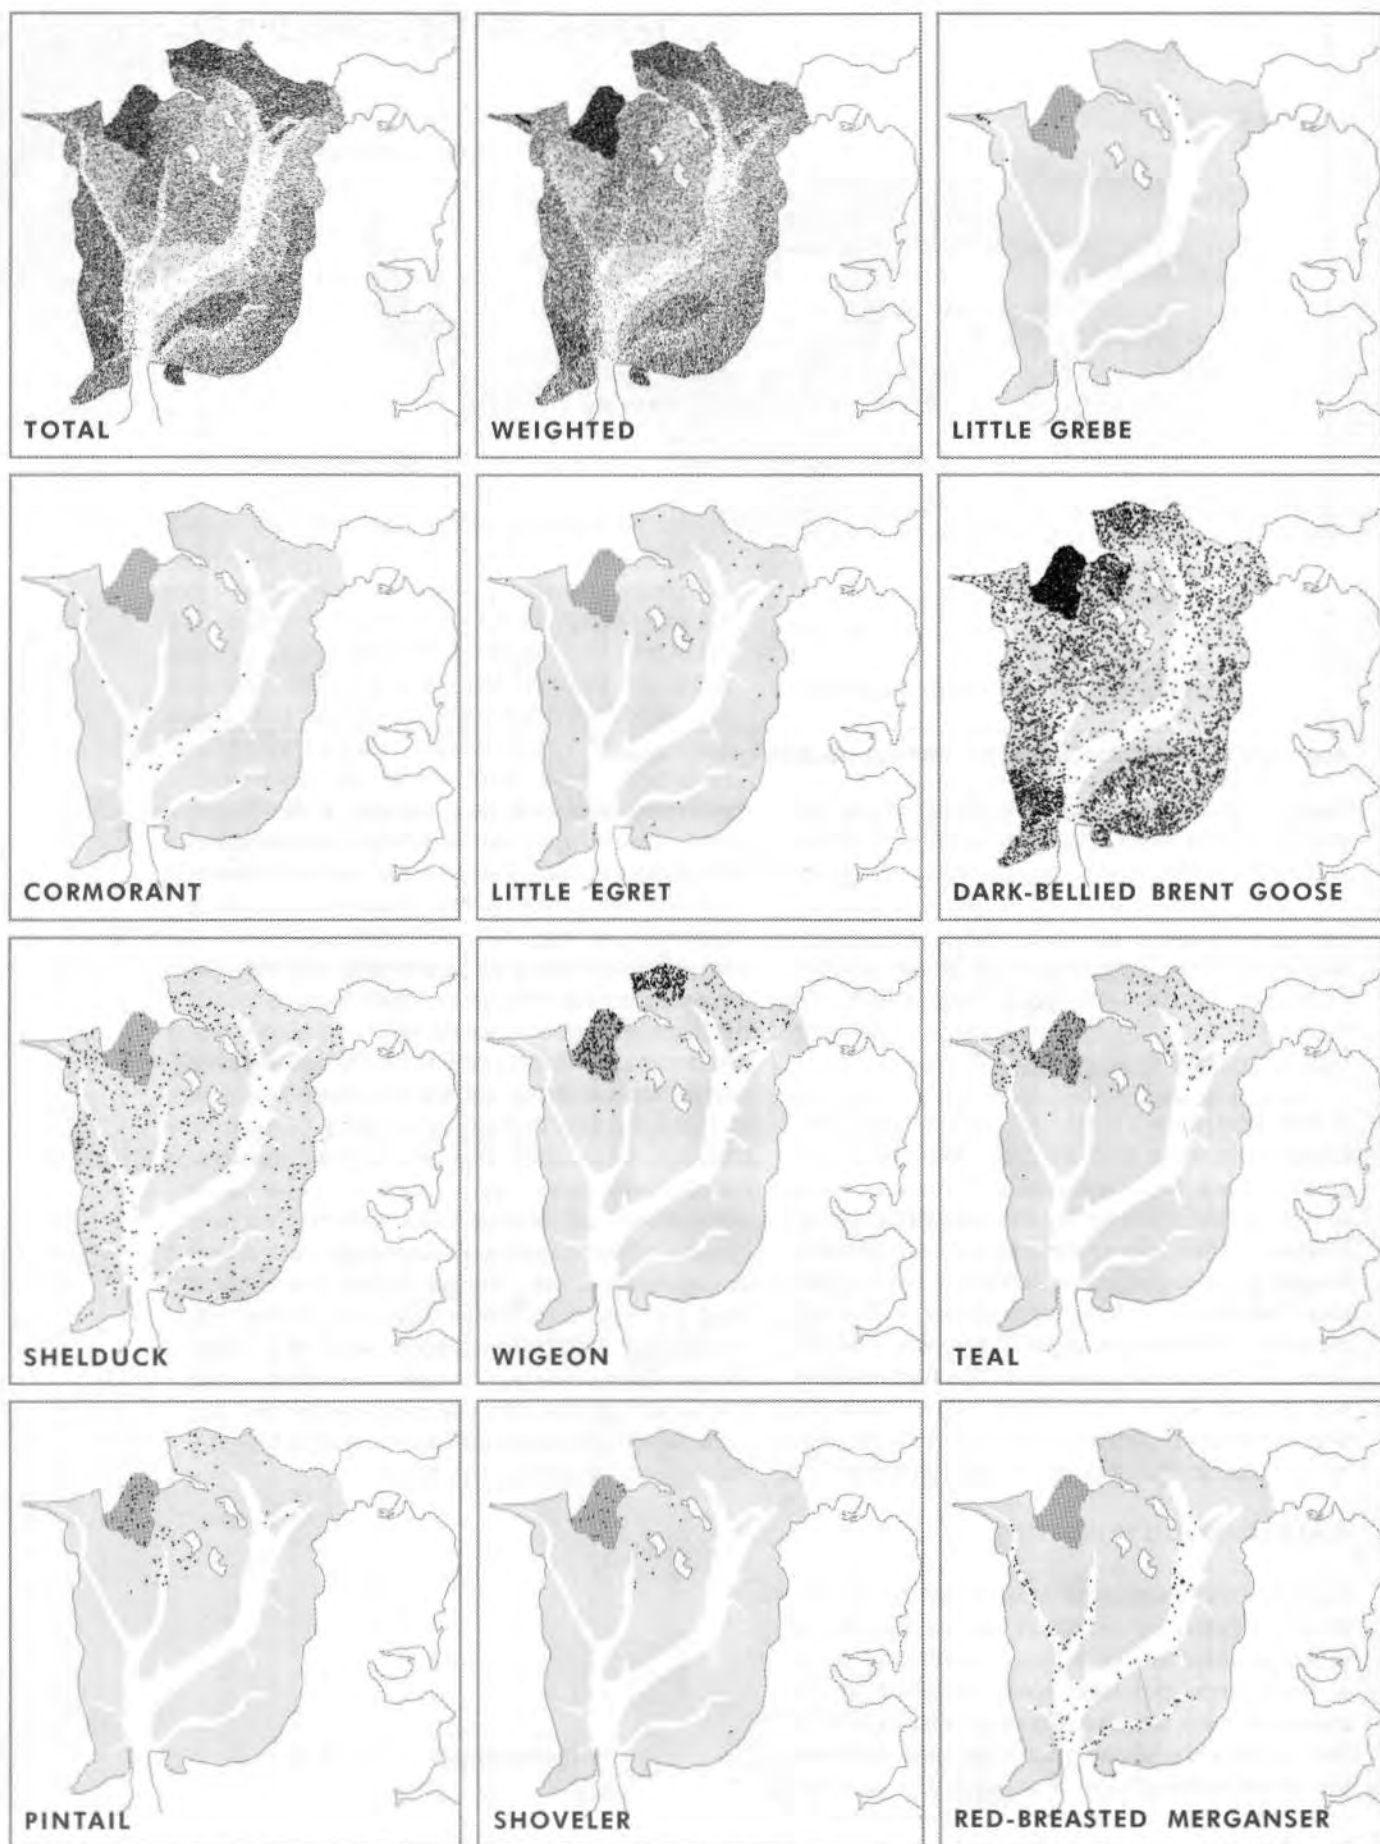 TOTAL
WEIGHTED
LITTLE GREBE
CORMORANT
LITTLE EGRET
DARK-BELLIED BRENT GOOSE
SHELDUCK
WIGEON
TEAL
PINTAIL
SHOVELER
RED-BREASTED MERGANSER